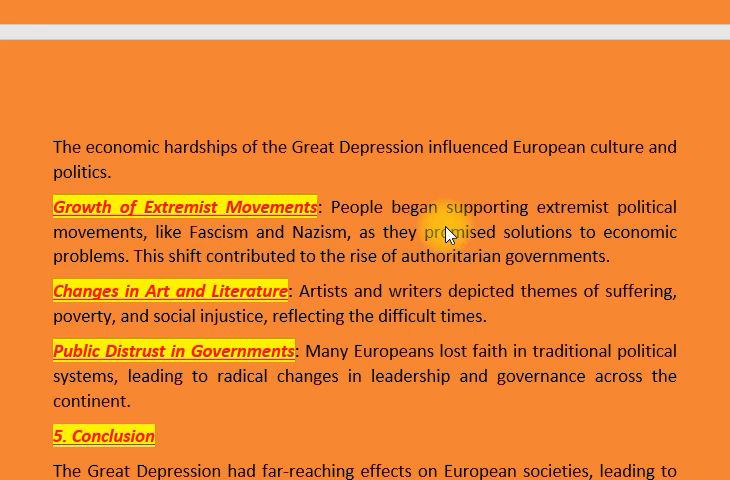 The economic hardships of the Great Depression influenced European culture and
politics.
Growth of Extremist Movements: People began supporting extremist political
movements, like Fascism and Nazism, as they promised solutions to economic
problems. This shift contributed to the rise of authoritarian governments.
Changes in Art and Literature: Artists and writers depicted themes of suffering,
poverty, and social injustice, reflecting the difficult times.
Public Distrust in Governments: Many Europeans lost faith in traditional political
systems, leading to radical changes in leadership and governance across the
continent.
5. Conclusion
The Great Depression had far-reaching effects on European societies, leading to